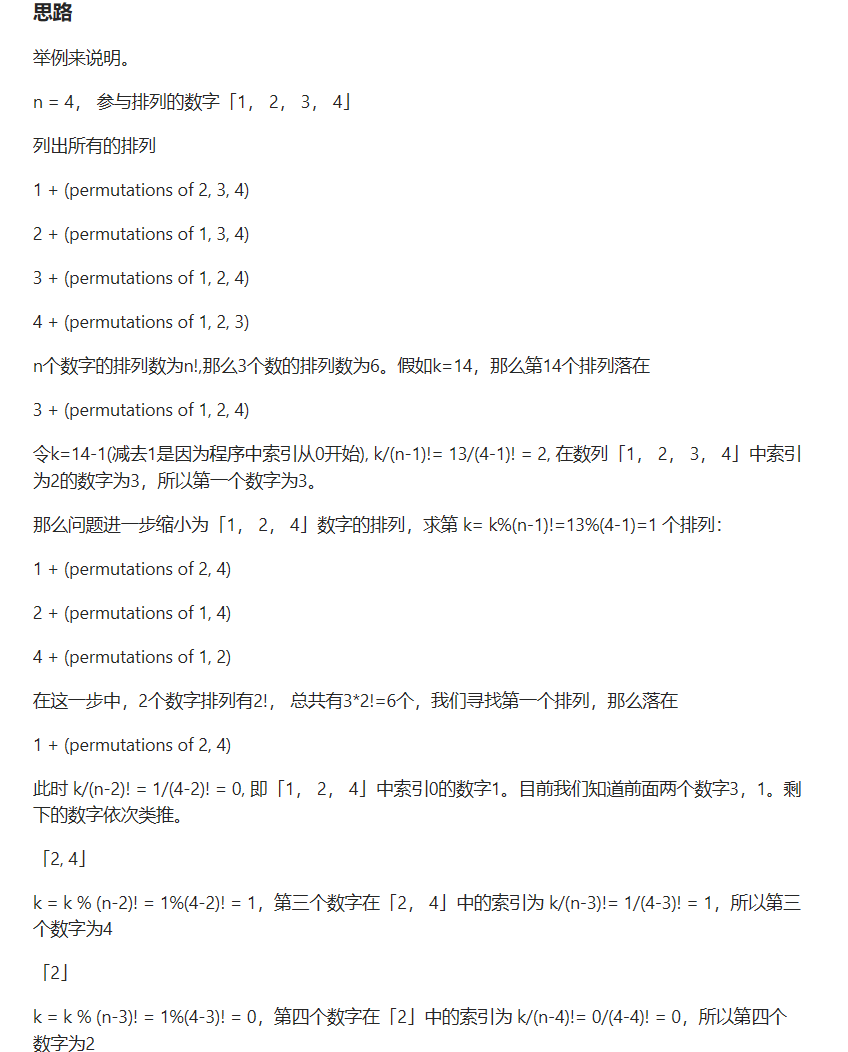 思路
举例来说明。
n = 4， 参与排列的数字「1， 2， 3， 4」
列出所有的排列
1 + (permutations of 2, 3, 4)
2 + (permutations of 1, 3, 4)
3 + (permutations of 1, 2, 4)
4 + (permutations of 1, 2, 3)
n个数字的排列数为n!,那么3个数的排列数为6。假如k=14，那么第14个排列落在
3 + (permutations of 1, 2, 4)
令k=14-1(减去1是因为程序中索引从0开始), k/(n-1)!= 13/(4-1)! = 2, 在数列「1， 2， 3， 4」中索引
为2的数字为3，所以第一个数字为3。
那么问题进一步缩小为「1， 2， 4」数字的排列，求第 k= k%(n-1)!=13%(4-1)=1 个排列：
1 + (permutations of 2, 4)
2 + (permutations of 1, 4)
4 + (permutations of 1, 2)
在这一步中，2个数字排列有2!， 总共有3*2!=6个，我们寻找第一个排列，那么落在
1 + (permutations of 2, 4)
此时 k/(n-2)! = 1/(4-2)! = 0, 即「1， 2， 4」中索引0的数字1。目前我们知道前面两个数字3，1。剩
下的数字依次类推。
「2, 4」
k = k % (n-2)! = 1%(4-2)! = 1，第三个数字在「2， 4」中的索引为 k/(n-3)!= 1/(4-3)! = 1，所以第三
个数字为4
「2」
k = k % (n-3)! = 1%(4-3)! = 0，第四个数字在「2」中的索引为 k/(n-4)!= 0/(4-4)! = 0，所以第四个
数字为2